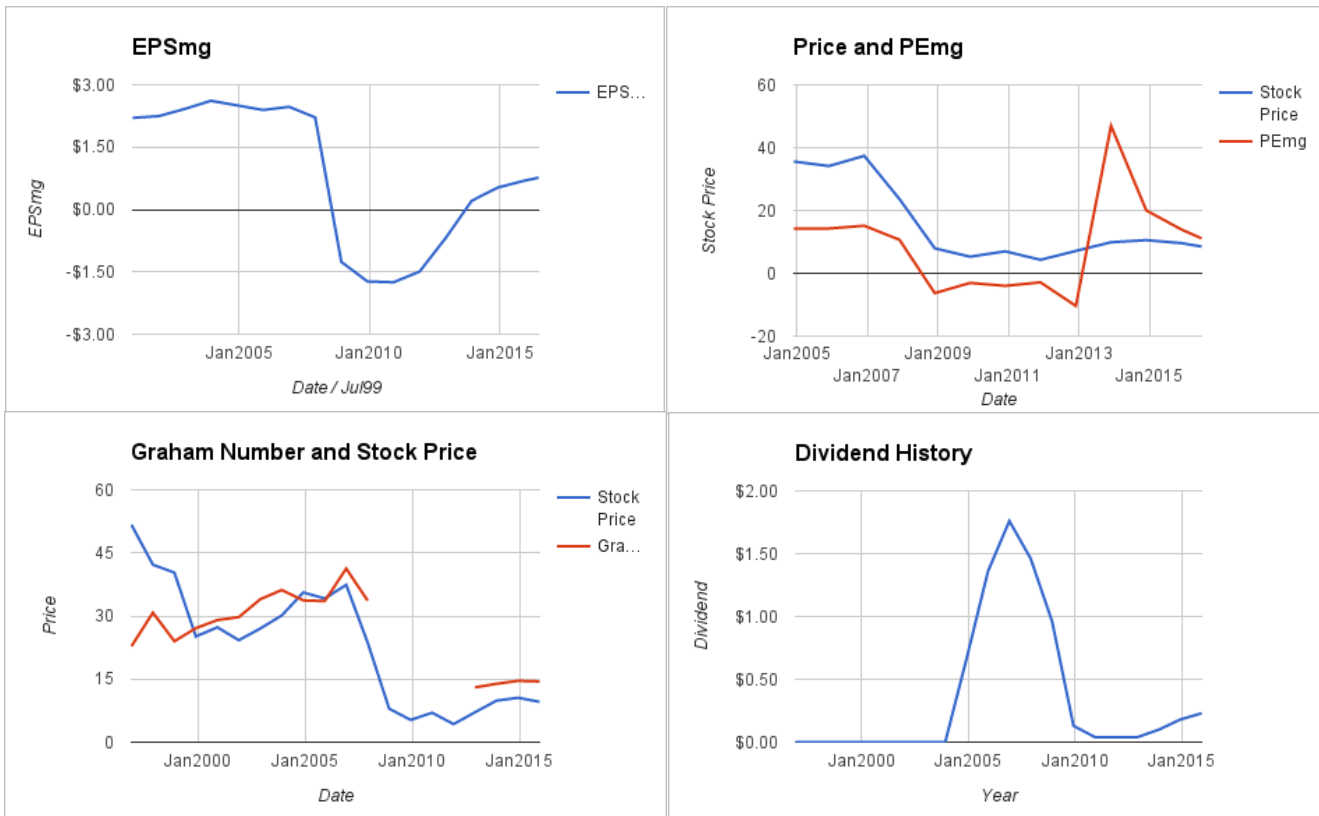 EPSmg
$3.00
$1.50
$0.00
-$1.50
-$3.00
EPSmg
Jan2005
Jan2010
Jan2015
Date / Jul99
EPS…
Price and PEmg
60
40
20
0
-20
Stock Price
Jan2005
Jan2009
Jan2013
Jan2007
Jan2011
Jan2015
Date
Stock
Price
PEmg
Graham Number and Stock Price
60
45
30
15
0
Price
Jan2000
Jan2005
Jan2010
Jan2015
Date
Stock
Price
Gra…
Dividend History
$2.00
$1.50
$1.00
$0.50
$0.00
Dividend
Jan2000
Jan2005
Jan2010
Jan2015
Year